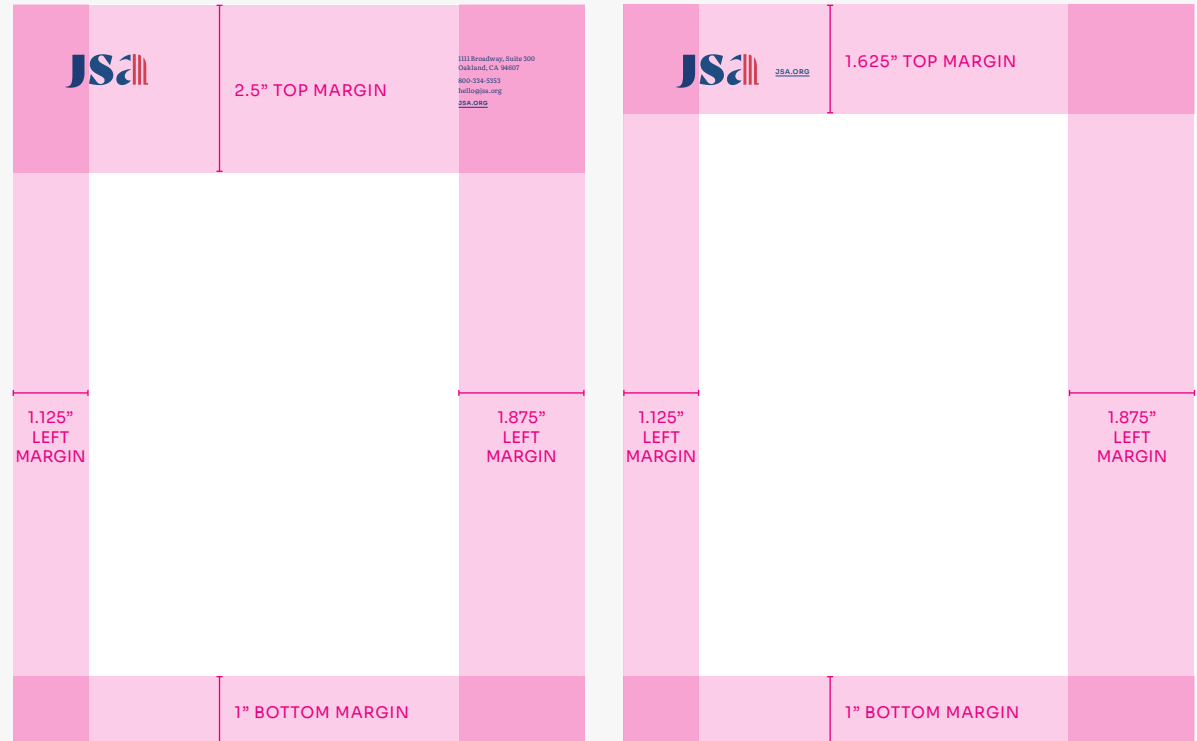 JSa
1111 Broadway, Suite 300
Oakland, CA 94607
800-334-5353
hello@jsa.org
JSA.ORG
2.5” TOP MARGIN
1.125”
LEFT
MARGIN
1.875”
LEFT
MARGIN
1” BOTTOM MARGIN
JSa
JSA.ORG
1.625” TOP MARGIN
1.125”
LEFT
MARGIN
1.875”
LEFT
MARGIN
1” BOTTOM MARGIN